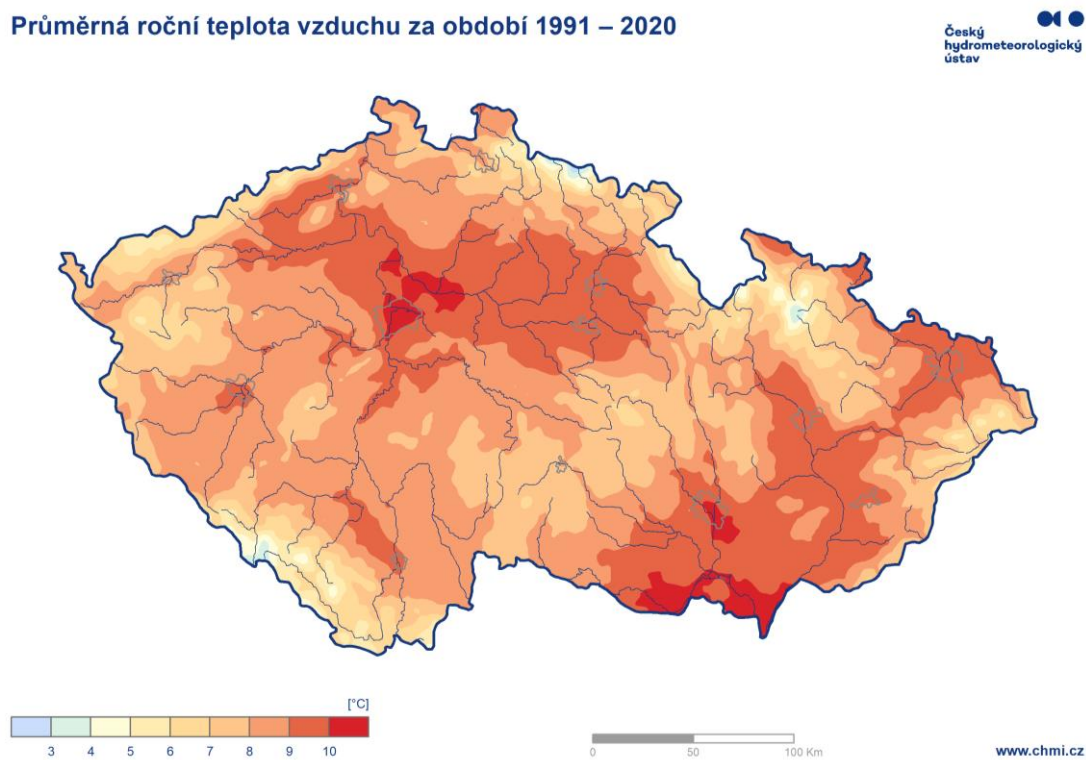 Průměrná roční teplota vzduchu za období 1991 – 2020
Český
hydrometeorologický
ústav
[°C]
3 4 5 6 7 8 9 10
0 50 100 Km
www.chmi.cz